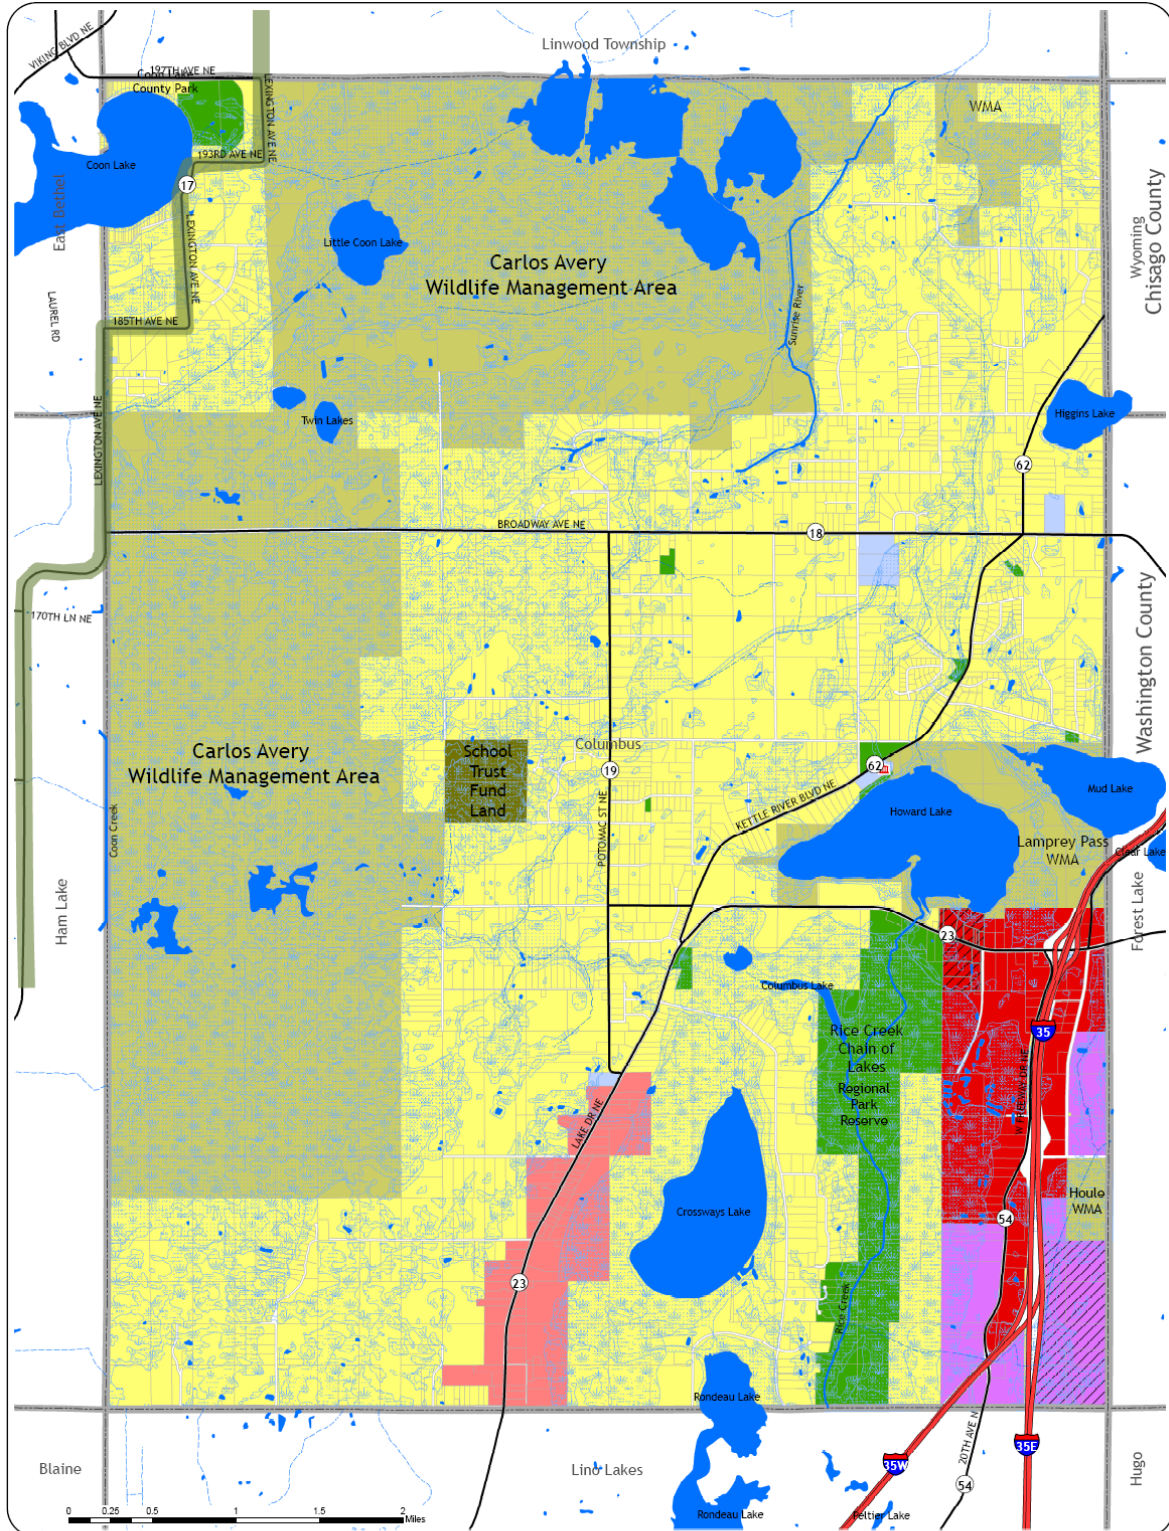 Linwood Township
VIKING BLVD NE
197TH AVE NE
Coon Lake
County Park
LEXINGTON AVE NE
WMA
193RD AVE NE
Coon Lake
17
East Bethel
LEXINGTON AVE NE
Little Coon Lake
Carlos Avery
Wildlife Management Area
Wyoming
Chisago County
Sunrise River
LAUREL RD
185TH AVE NE
Twin Lakes
Higgins Lake
LEXINGTON AVE NE
62
BROADWAY AVE NE
18
170TH LN NE
Washington County
Carlos Avery
Wildlife Management Area
School
Trust
Fund
Land
Columbus
19
62
KETTLE RIVER BLVD NE
POTOMAC ST NE
Howard Lake
Mud Lake
Coon Creek
Lamprey Pass
WMA
Clear Lake
Ham Lake
Forest Lake
23
Columbus Lake
Rice Creek
Chain of
Lakes
Regional
Park
Reserve
35
W FREEWAY DR NE
LAKE DR NE
Crossways Lake
Houle
WMA
54
23
Rice Creek
Rondeau Lake
Blaine
Lino Lakes
35W
35E
20TH AVE N
54
Hugo
Rondeau Lake
Peltier Lake
0 0.25 0.5 1 1.5 2
Miles